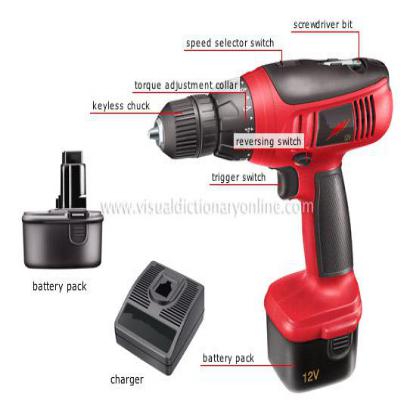 screwdriver bit
speed selector switch
torque adjustment collar
keyless chuck
reversing switch
trigger switch
www.visualdictionaryonline.com
battery pack
battery pack
charger
12V